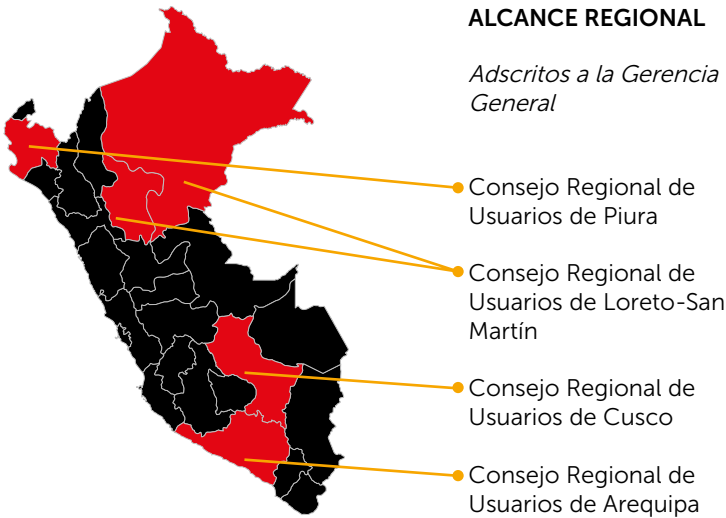 ALCANCE REGIONAL
Adscritos a la Gerencia
General
Consejo Regional de
Usuarios de Piura
Consejo Regional de
Usuarios de Loreto-San
Martín
Consejo Regional de
Usuarios de Cusco
Consejo Regional de
Usuarios de Arequipa